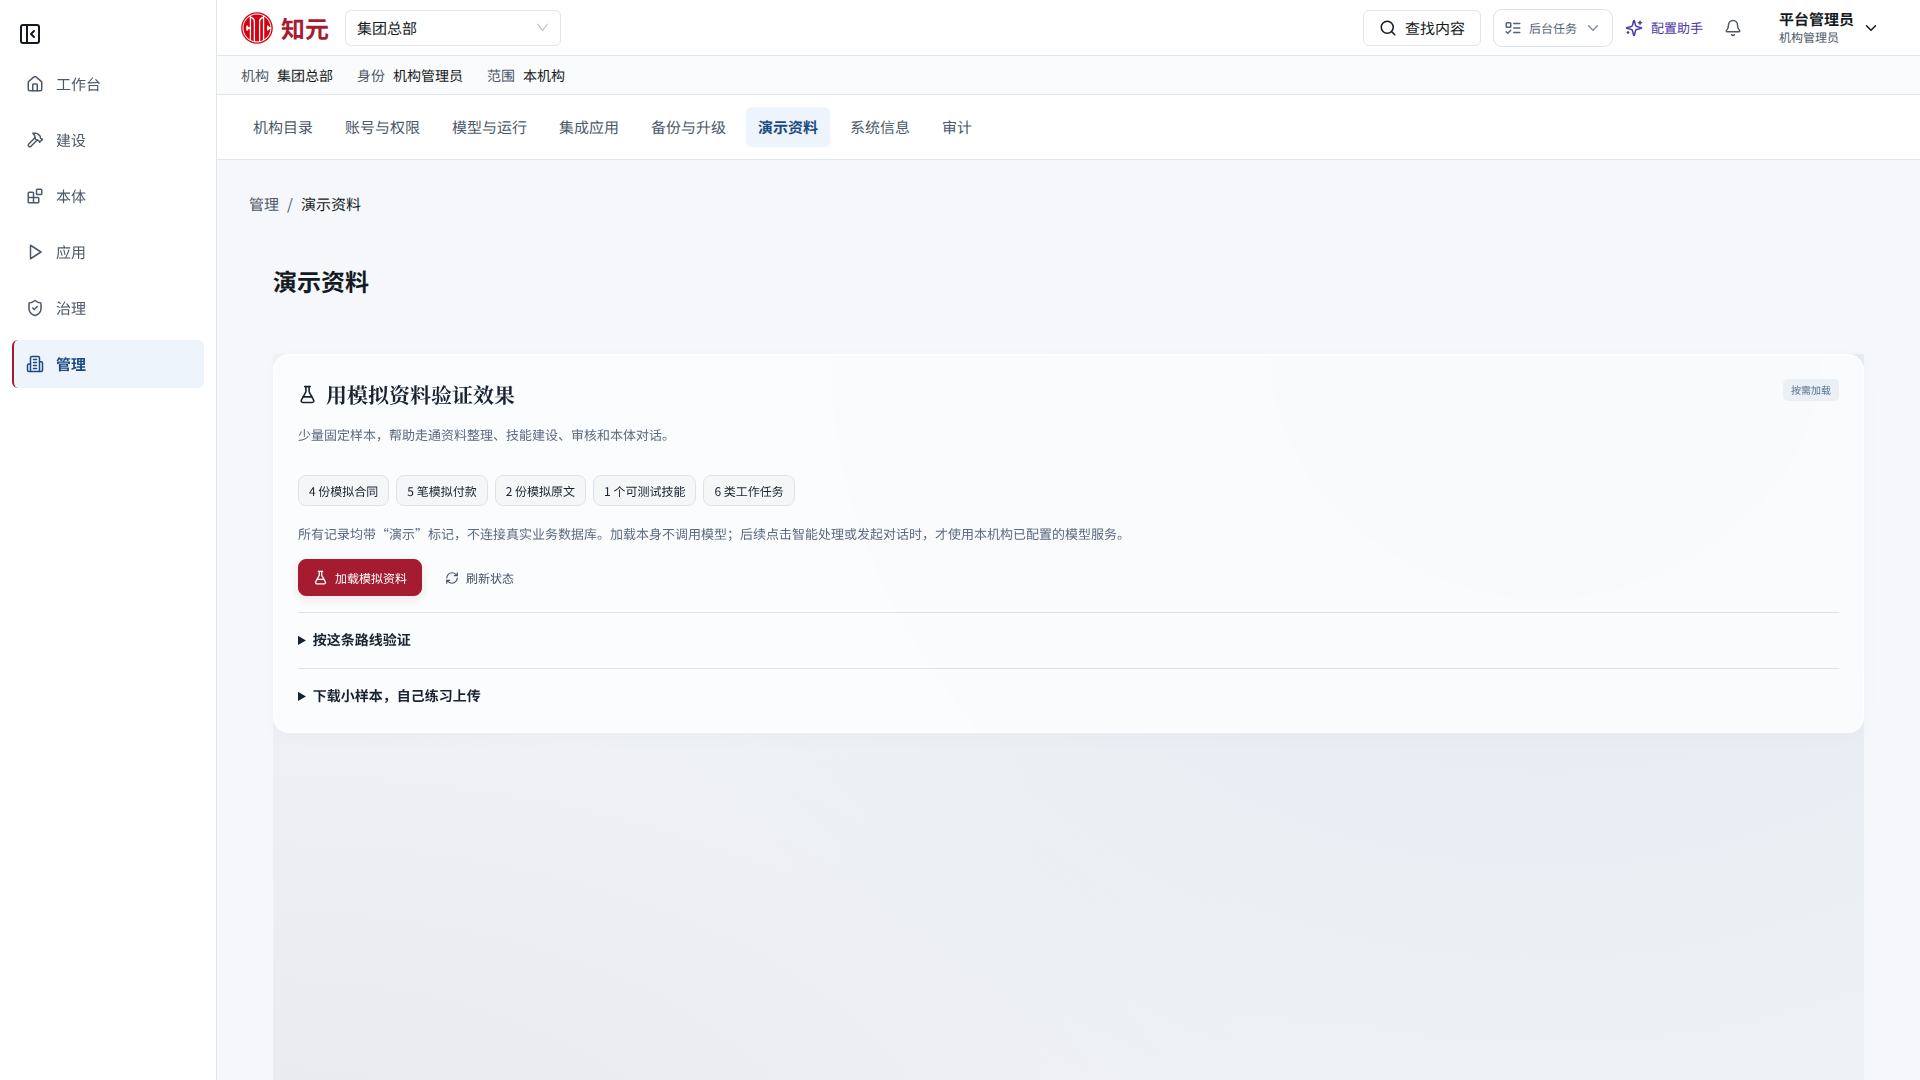 知元
集团总部
查找内容
后台任务
配置助手
平台管理员
机构管理员
工作台
建设
本体
应用
治理
管理
机构 集团总部 身份 机构管理员 范围 本机构
机构目录 账号与权限 模型与运行 集成应用 备份与升级 演示资料 系统信息 审计
管理 / 演示资料
演示资料
用模拟资料验证效果
按需加载
少量固定样本，帮助走通资料整理、技能建设、审核和本体对话。
4 份模拟合同 5 笔模拟付款 2 份模拟原文 1 个可测试技能 6 类工作任务
所有记录均带“演示”标记，不连接真实业务数据库。加载本身不调用模型；后续点击智能处理或发起对话时，才使用本机构已配置的模型服务。
加载模拟资料 刷新状态
按这条路线验证
下载小样本，自己练习上传